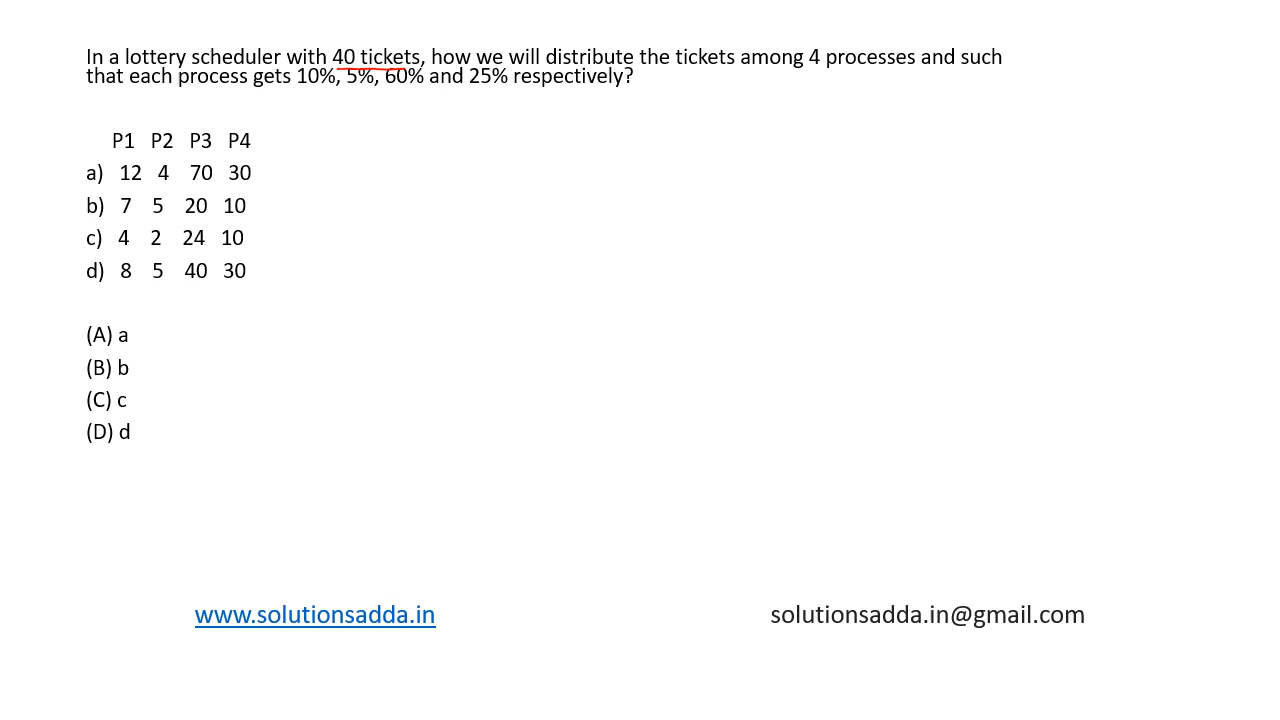 In a lottery scheduler with 40 tickets, how we will distribute the tickets among 4 processes and such
that each process gets 10%, 5%, 60% and 25% respectively?
P1 P2 P3 P4
a) 12 4 70 30
b) 7 5 20 10
c) 4 2 24 10
d) 8 5 40 30
(A) a
(B) b
(C) c
(D) d
www.solutionsadda.in
solutionsadda.in@gmail.com